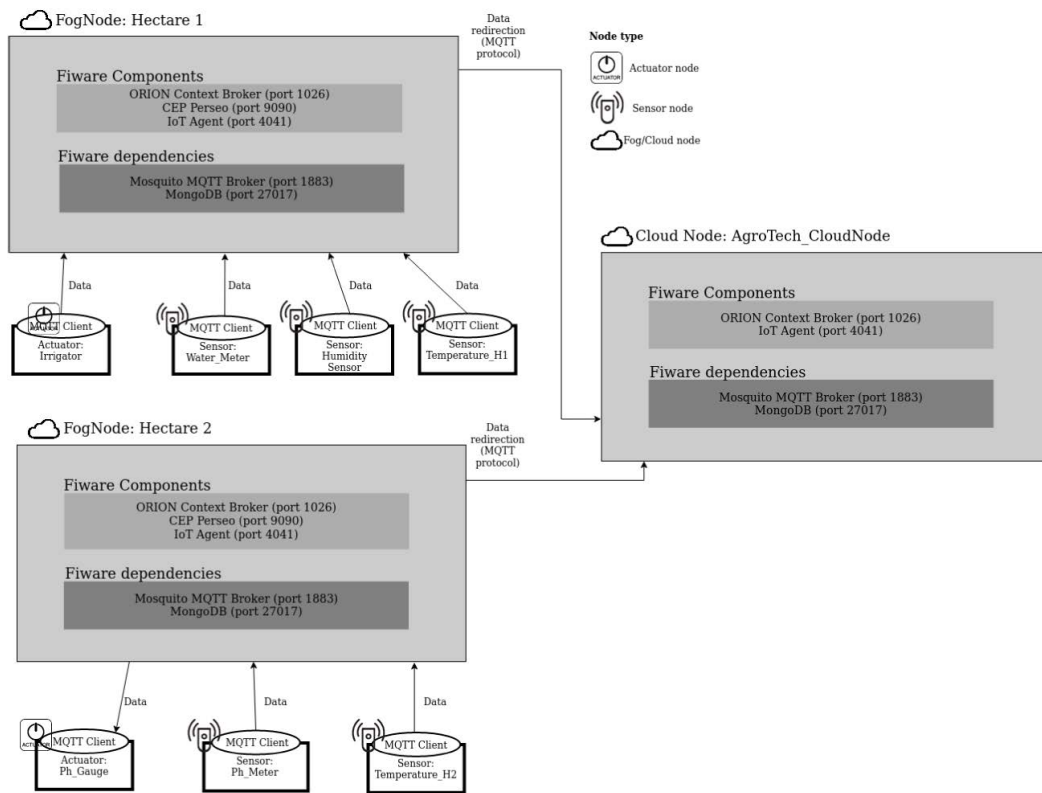 FogNode: Hectare 1
Fiware Components
ORION Context Broker (port 1026)
CEP Perseo (port 9090)
IoT Agent (port 4041)
Fiware dependencies
Mosquito MQTT Broker (port 1883)
MongoDB (port 27017)
Data
redirection
(MQTT
protocol)
Node type
ACTUATOR
Actuator node
Sensor node
Fog/Cloud node
Data
Data
Data
Data
MQTT Client
Actuator:
Irrigator
MQTT Client
Sensor:
Water_Meter
MQTT Client
Sensor:
Humidity
Sensor
MQTT Client
Sensor:
Temperature_H1
Cloud Node: AgroTech_CloudNode
Fiware Components
ORION Context Broker (port 1026)
IoT Agent (port 4041)
Fiware dependencies
Mosquito MQTT Broker (port 1883)
MongoDB (port 27017)
FogNode: Hectare 2
Data
redirection
(MQTT
protocol)
Fiware Components
ORION Context Broker (port 1026)
CEP Perseo (port 9090)
IoT Agent (port 4041)
Fiware dependencies
Mosquito MQTT Broker (port 1883)
MongoDB (port 27017)
Data
Data
Data
MQTT Client
Actuator:
Ph_Gauge
MQTT Client
Sensor:
Ph_Meter
MQTT Client
Sensor:
Temperature_H2